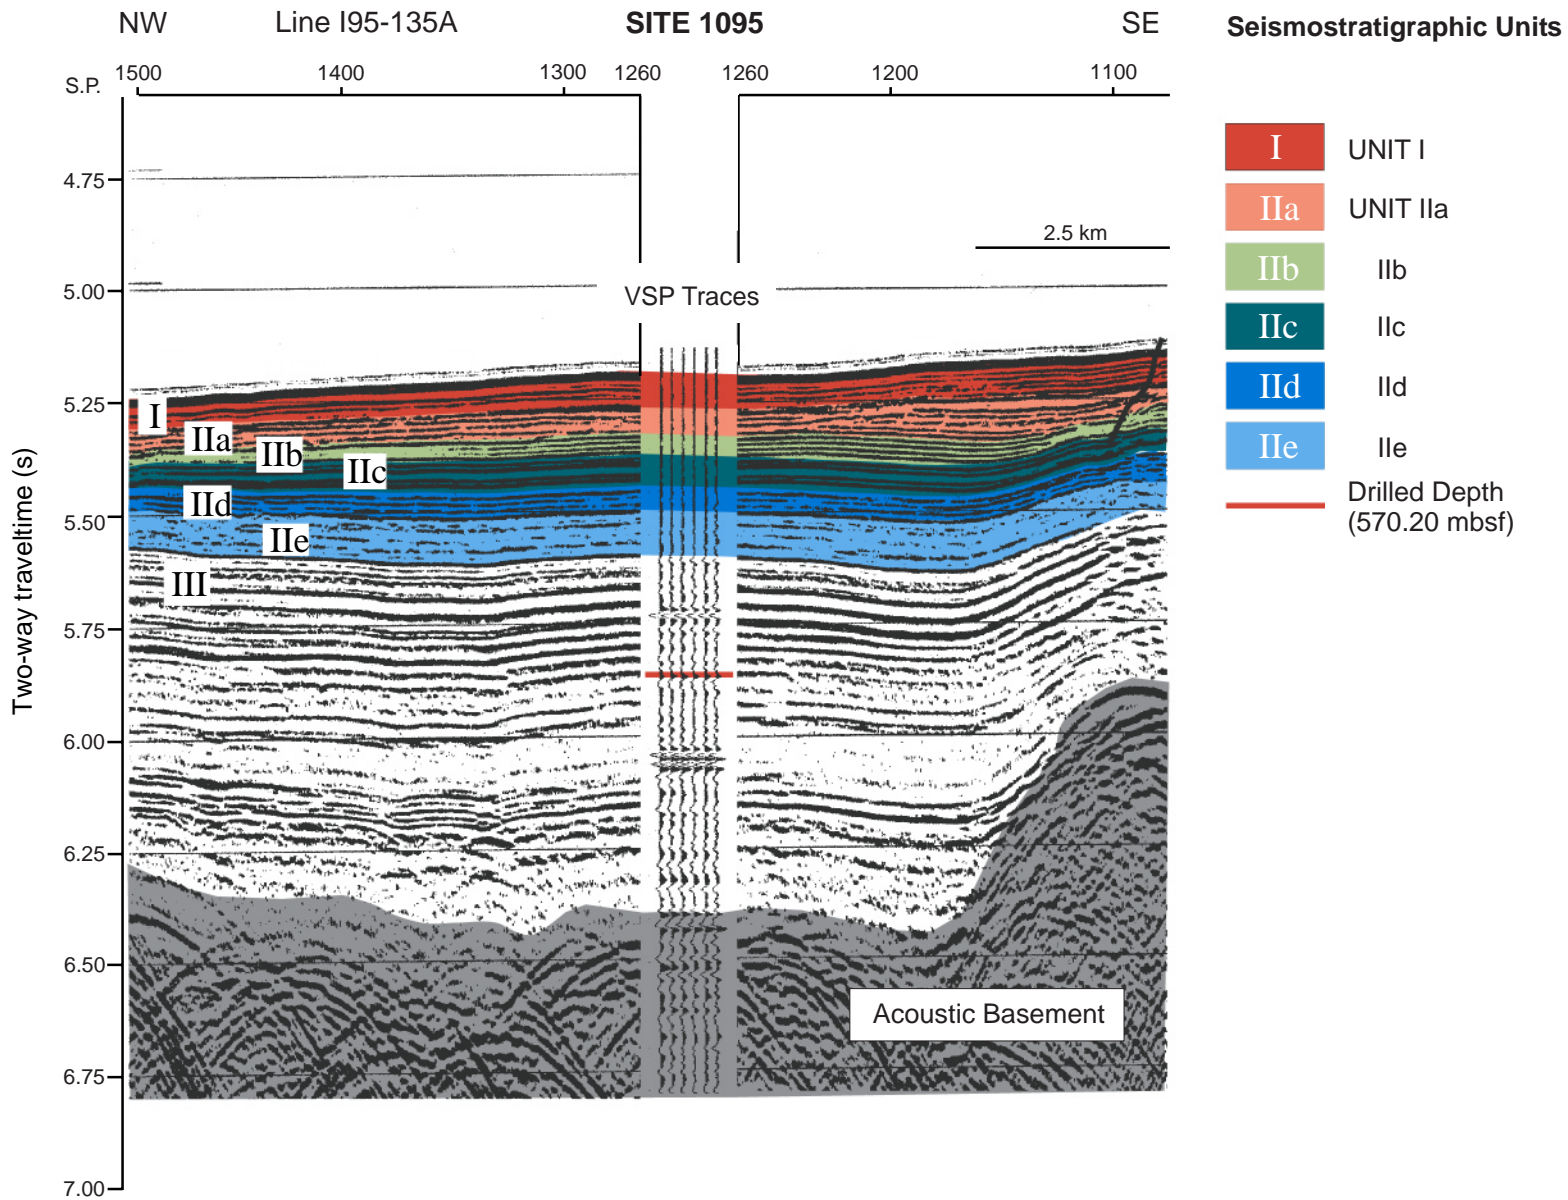 NW Line I95-135A SITE 1095 SE
S.P. 1500 1400 1300 1260 1260 1200 1100
Two-way traveltime (s)
4.75
5.00
5.25
5.50
5.75
6.00
6.25
6.50
6.75
7.00
2.5 km
VSP Traces
I
IIa
IIb
IIc
IId
IIe
III
Acoustic Basement
Seismostratigraphic Units
I UNIT I
IIa UNIT IIa
IIb IIb
IIc IIc
IId IId
IIe IIe
Drilled Depth
(570.20 mbsf)